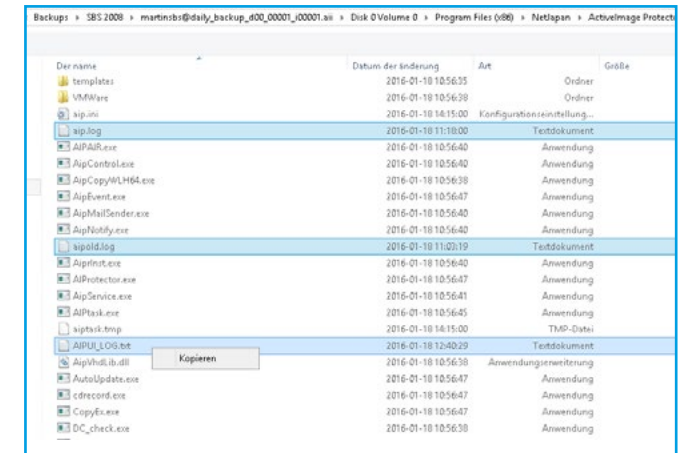 Backups › SBS 2008 › martinsbs@daily_backup_d00_00001_i00001.aii › Disk 0 Volume 0 › Program Files (x86) › NetJapan › ActiveImage Protect
Der name Datum der änderung Art Größe
templates 2016-01-18 10:56:35 Ordner
VMWare 2016-01-18 10:56:38 Ordner
aip.ini 2016-01-18 14:15:00 Konfigurationseinstellung...
aip.log 2016-01-18 11:18:00 Textdokument
AIPAIR.exe 2016-01-18 10:56:40 Anwendung
AipControl.exe 2016-01-18 10:56:40 Anwendung
AipCopyWLH64.exe 2016-01-18 10:56:38 Anwendung
AipEvent.exe 2016-01-18 10:56:47 Anwendung
AipMailSender.exe 2016-01-18 10:56:40 Anwendung
AipNotify.exe 2016-01-18 10:56:40 Anwendung
aipold.log 2016-01-18 11:03:19 Textdokument
AiprInst.exe 2016-01-18 10:56:40 Anwendung
AIProtector.exe 2016-01-18 10:56:47 Anwendung
AipService.exe 2016-01-18 10:56:41 Anwendung
AIPtask.exe 2016-01-18 10:56:45 Anwendung
aiptask.tmp 2016-01-18 14:15:00 TMP-Datei
AIPUI_LOG.txt 2016-01-18 12:40:29 Textdokument
AipVhdLib.dll Kopieren 2016-01-18 10:56:38 Anwendungserweiterung
AutoUpdate.exe 2016-01-18 10:56:47 Anwendung
cdrecord.exe 2016-01-18 10:56:47 Anwendung
CopyEx.exe 2016-01-18 10:56:47 Anwendung
DC_check.exe 2016-01-18 10:56:38 Anwendung